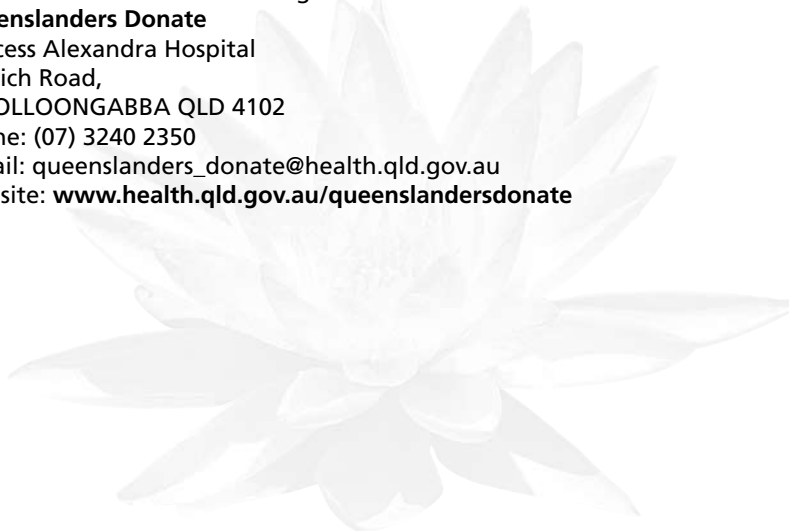 enslanders Donate
cess Alexandra Hospital
ich Road,
OLLOONGABBA QLD 4102
ne: (07) 3240 2350
ail: queenslanders_donate@health.qld.gov.au
site: www.health.qld.gov.au/queenslandersdonate